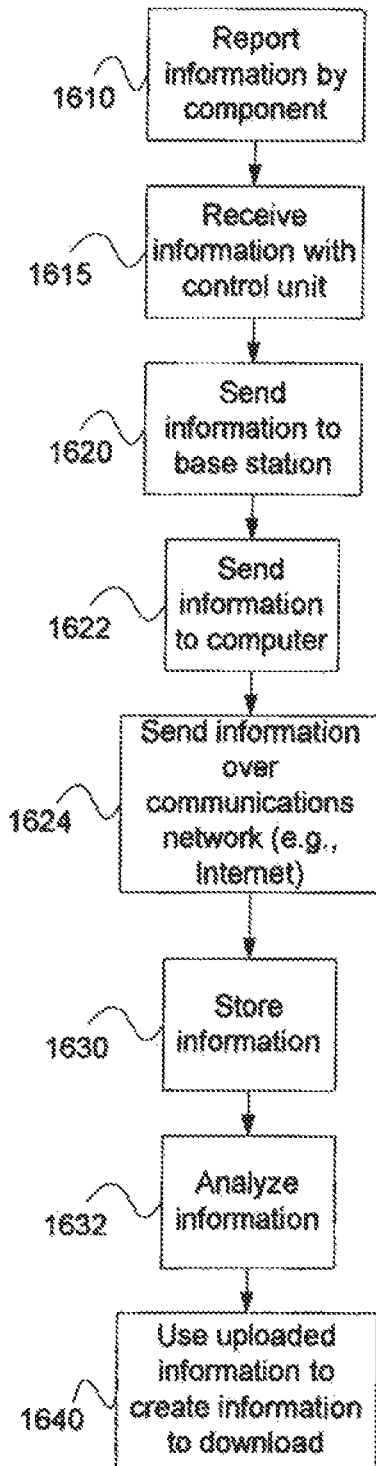 Report
information by
component
1610
Receive
information with
control unit
1615
Send
information to
base station
1620
Send
information
to computer
1622
Send information
over
communications
network (e.g.,
Internet)
1624
Store
information
1630
Analyze
information
1632
Use uploaded
information to
create information
to download
1640